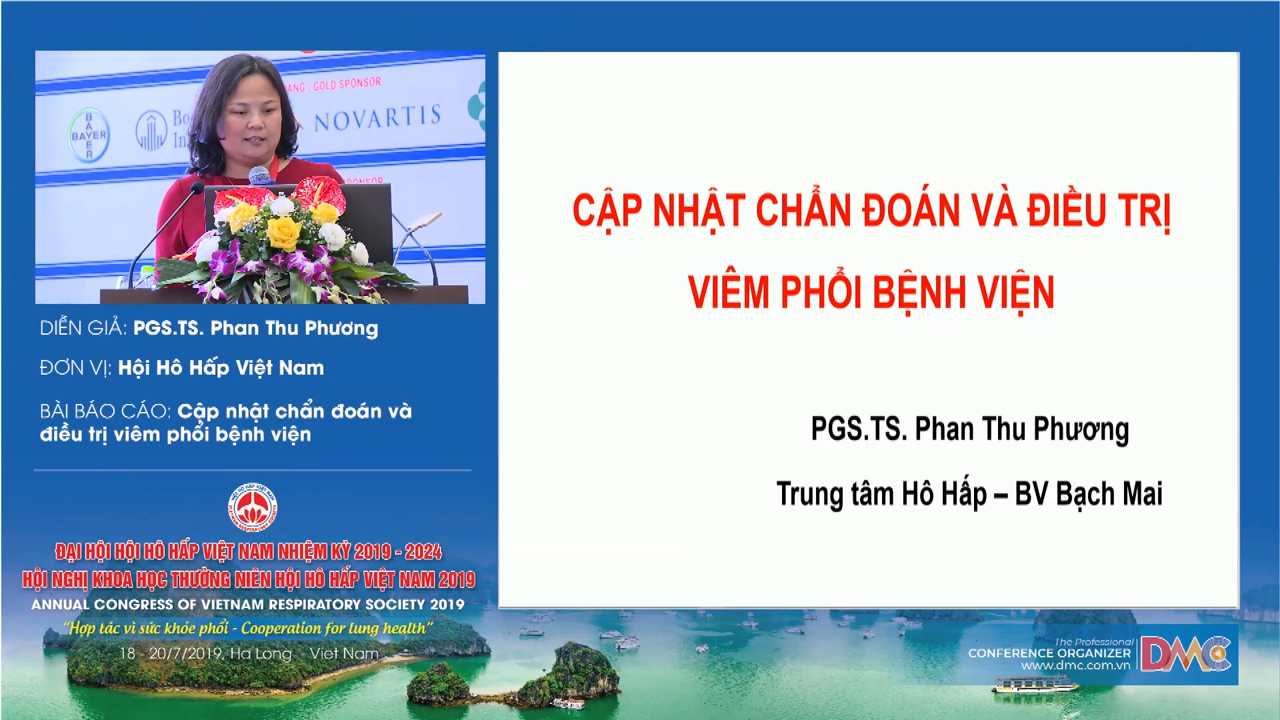 HẠNG / GOLD SPONSOR
BAYER
BAYER
Bo
In
NOVARTIS
SPONSOR
DIỄN GIẢ: PGS.TS. Phan Thu Phương
ĐƠN VỊ: Hội Hô Hấp Việt Nam
BÀI BÁO CÁO: Cập nhật chẩn đoán và
điều trị viêm phổi bệnh viện
ĐẠI HỘI HỘI HÔ HẤP VIỆT NAM NHIỆM KỲ 2019 - 2024
HỘI NGHỊ KHOA HỌC THƯỜNG NIÊN HỘI HÔ HẤP VIỆT NAM 2019
ANNUAL CONGRESS OF VIETNAM RESPIRATORY SOCIETY 2019
“Hợp tác vì sức khỏe phổi - Cooperation for lung health”
18 - 20/7/2019, Ha Long Viet Nam
CẬP NHẬT CHẨN ĐOÁN VÀ ĐIỀU TRỊ
VIÊM PHỔI BỆNH VIỆN
PGS.TS. Phan Thu Phương
Trung tâm Hô Hấp – BV Bạch Mai
The Professional
CONFERENCE ORGANIZER
www.dmc.com.vn
DMC